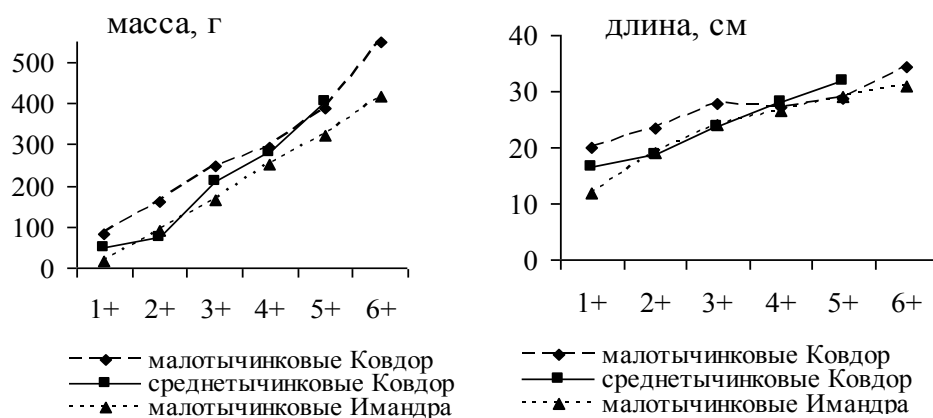 масса, г
500
400
300
200
100
0
1+ 2+ 3+ 4+ 5+ 6+
малотычинковые Ковдор
среднетычинковые Ковдор
малотычинковые Имандра
длина, см
40
30
20
10
0
1+ 2+ 3+ 4+ 5+ 6+
малотычинковые Ковдор
среднетычинковые Ковдор
малотычинковые Имандра